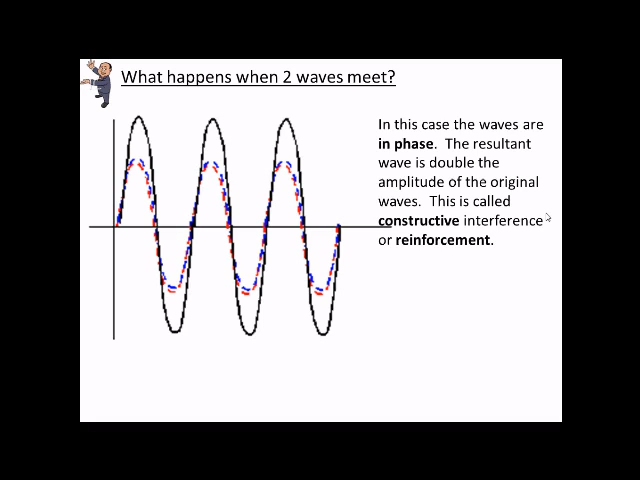 What happens when 2 waves meet?
In this case the waves are
in phase.  The resultant
wave is double the
amplitude of the original
waves.  This is called
constructive interference
or reinforcement.